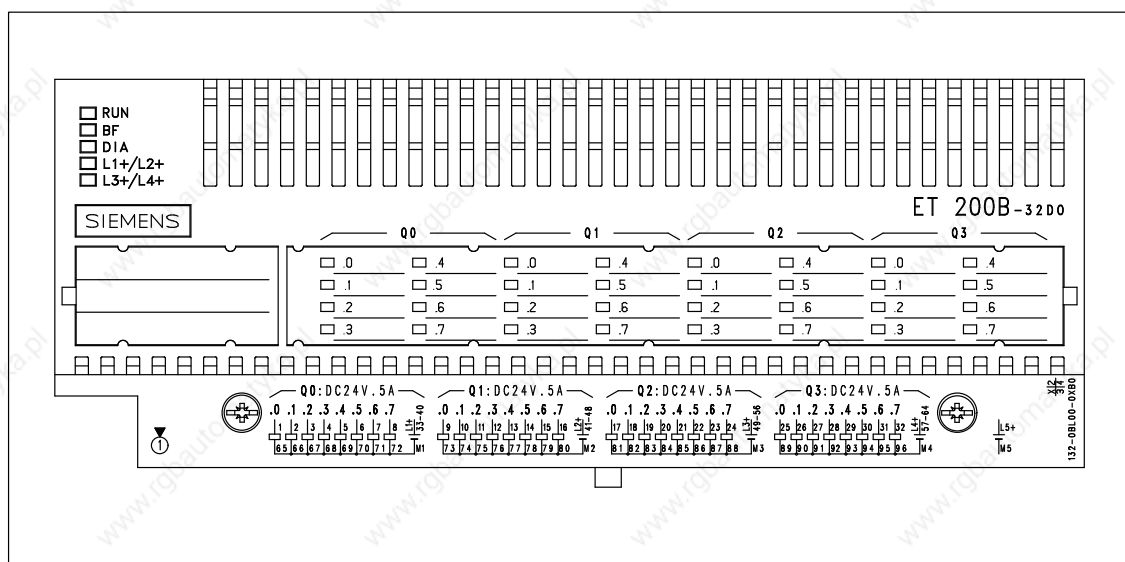 RUN
BF
DIA
L1+/L2+
L3+/L4+
SIEMENS
ET 200B-32DO
Q0 Q1 Q2 Q3
.0 .4 .0 .4 .0 .4 .0 .4
.1 .5 .1 .5 .1 .5 .1 .5
.2 .6 .2 .6 .2 .6 .2 .6
.3 .7 .3 .7 .3 .7 .3 .7
Q0:DC24V.5A Q1:DC24V.5A Q2:DC24V.5A Q3:DC24V.5A
.0 .1 .2 .3 .4 .5 .6 .7 .0 .1 .2 .3 .4 .5 .6 .7 .0 .1 .2 .3 .4 .5 .6 .7 .0 .1 .2 .3 .4 .5 .6 .7
1 2 3 4 5 6 7 8 L1+ 33-40 9 10 11 12 13 14 15 16 L2+ 41-48 17 18 19 20 21 22 23 24 L3+ 49-56 25 26 27 28 29 30 31 32 L4+ 57-64 L5+
65 66 67 68 69 70 71 72 M1 73 74 75 76 77 78 79 80 M2 81 82 83 84 85 86 87 88 M3 89 90 91 92 93 94 95 96 M4 M5
1
X 2
3 4
132-0BL00-0XB0
www.rgbautomatyka.pl